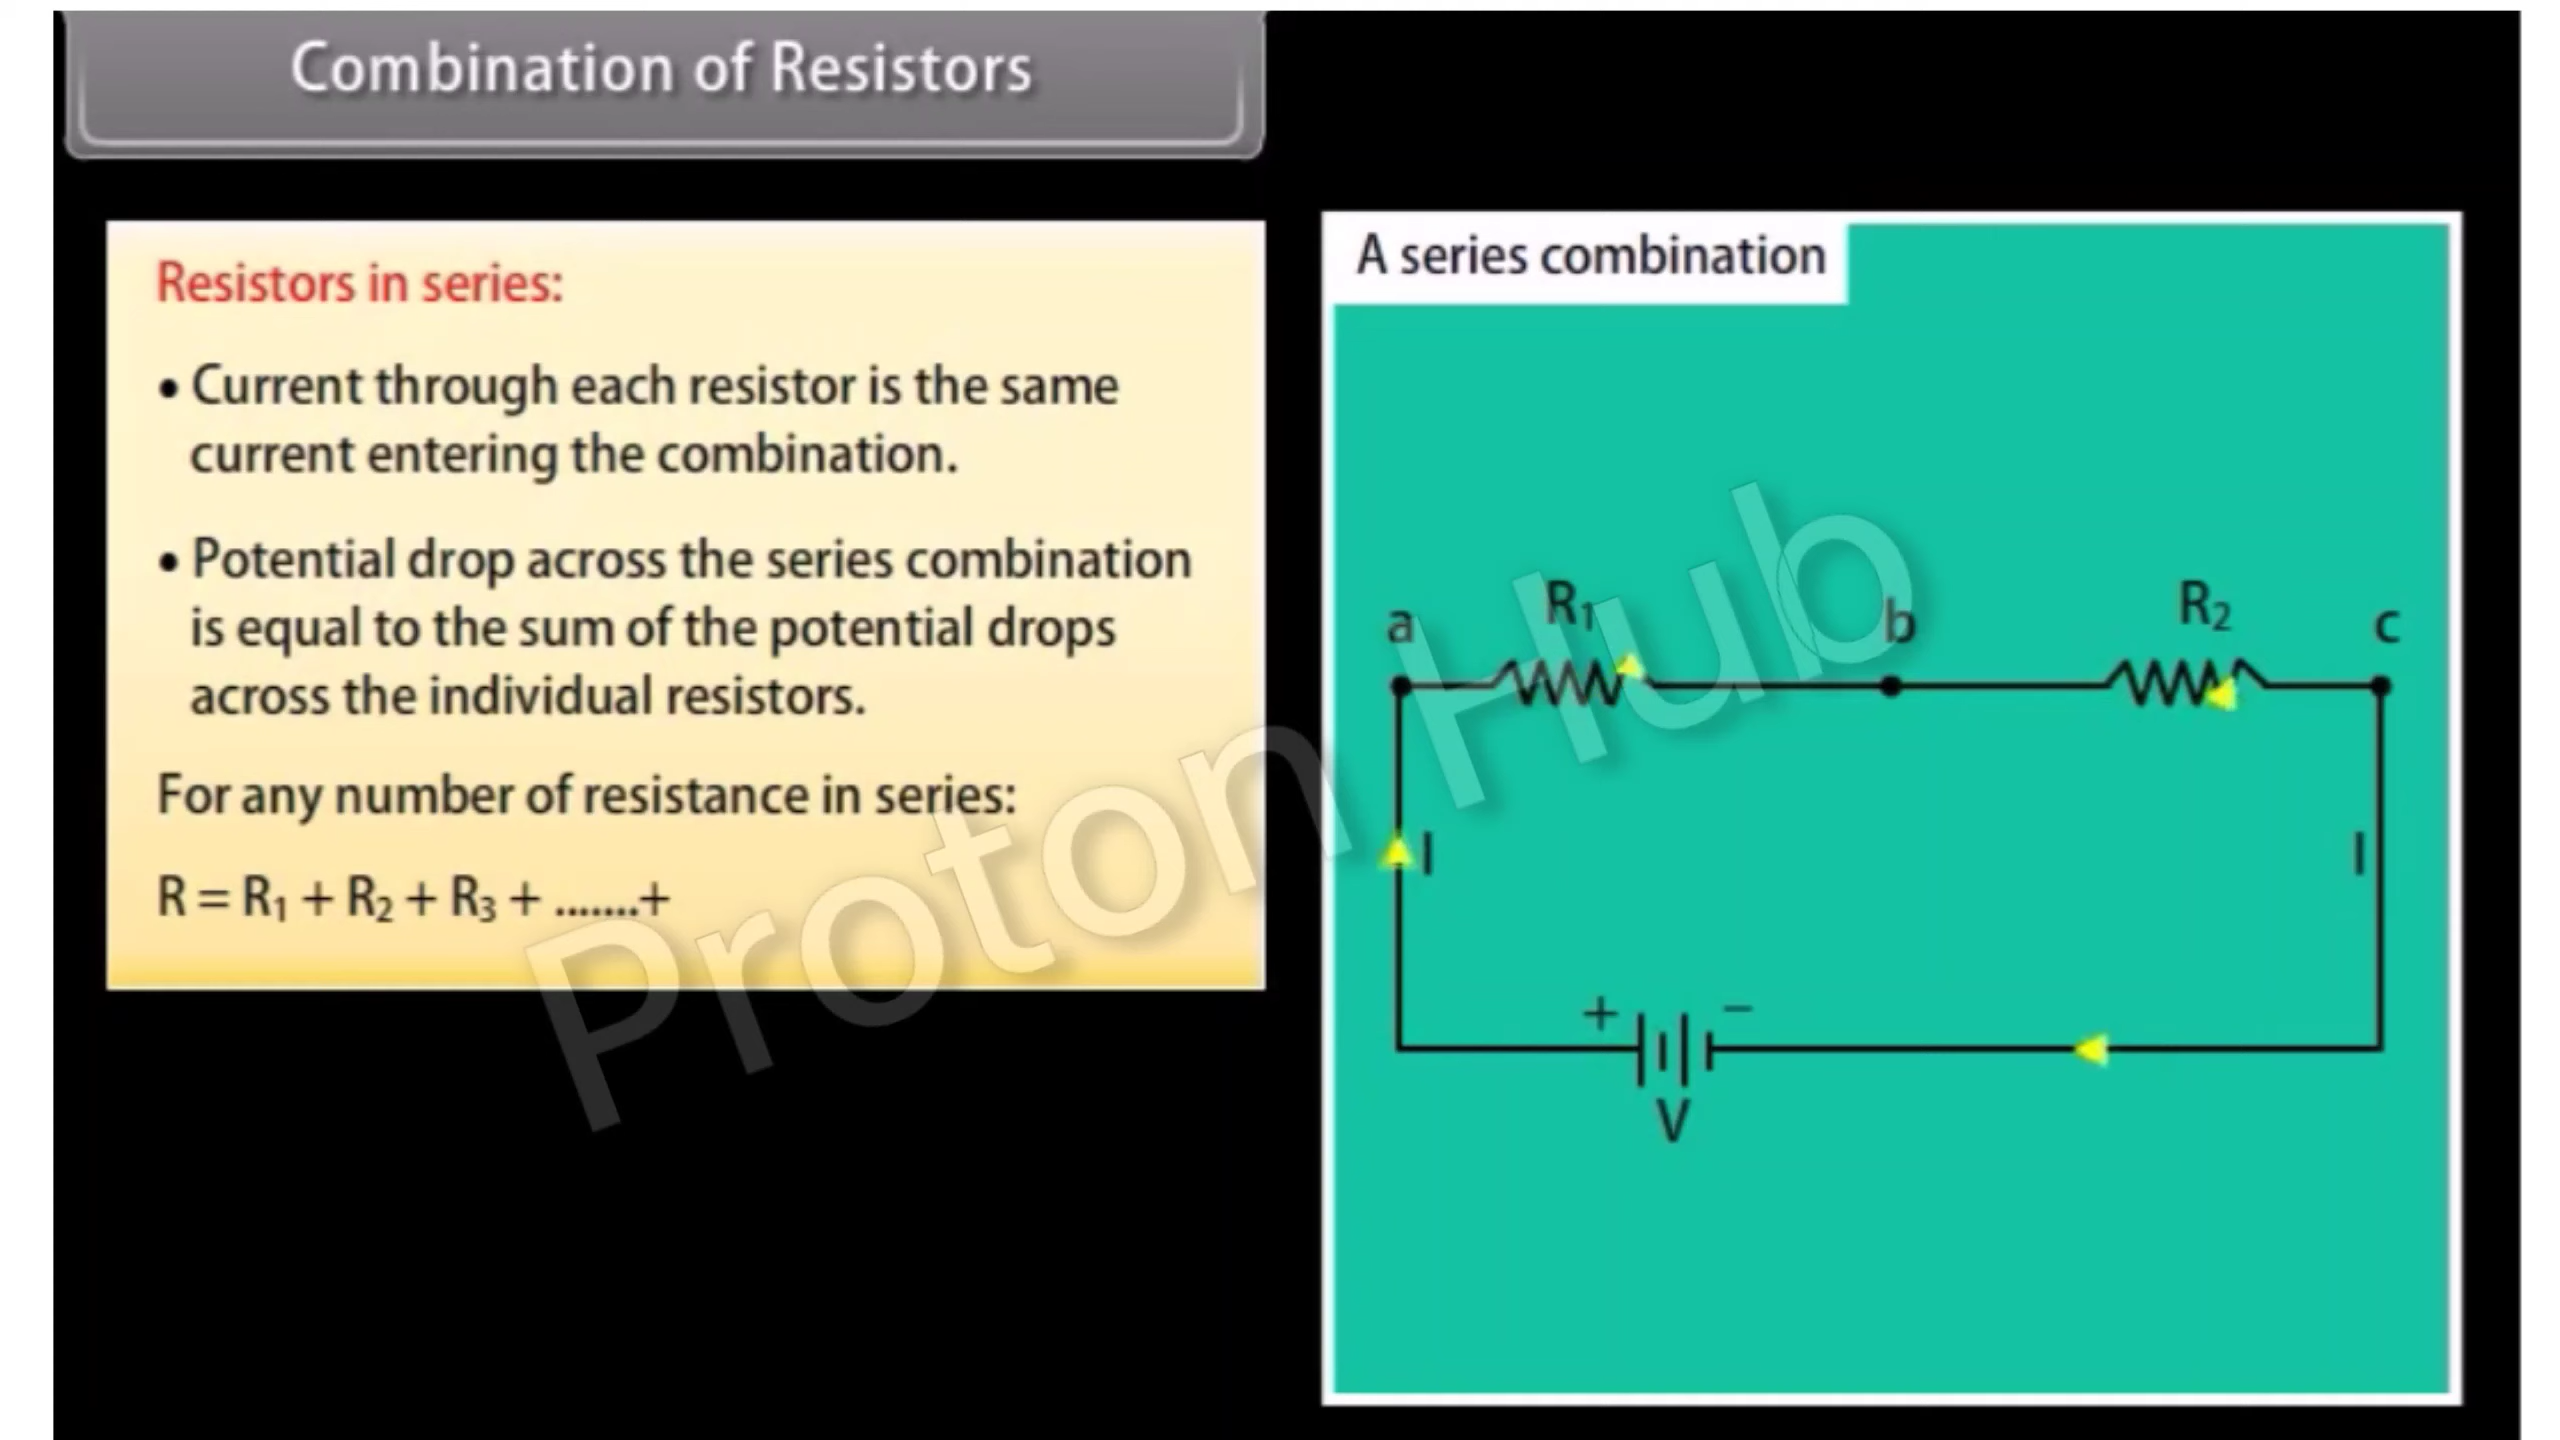 Combination of Resistors
Resistors in series:
• Current through each resistor is the same
current entering the combination.
• Potential drop across the series combination
is equal to the sum of the potential drops
across the individual resistors.
For any number of resistance in series:
R = R₁ + R₂ + R₃ + .......+
A series combination
a R₁ b R₂ c
I I
+ −
V
Proton Hub